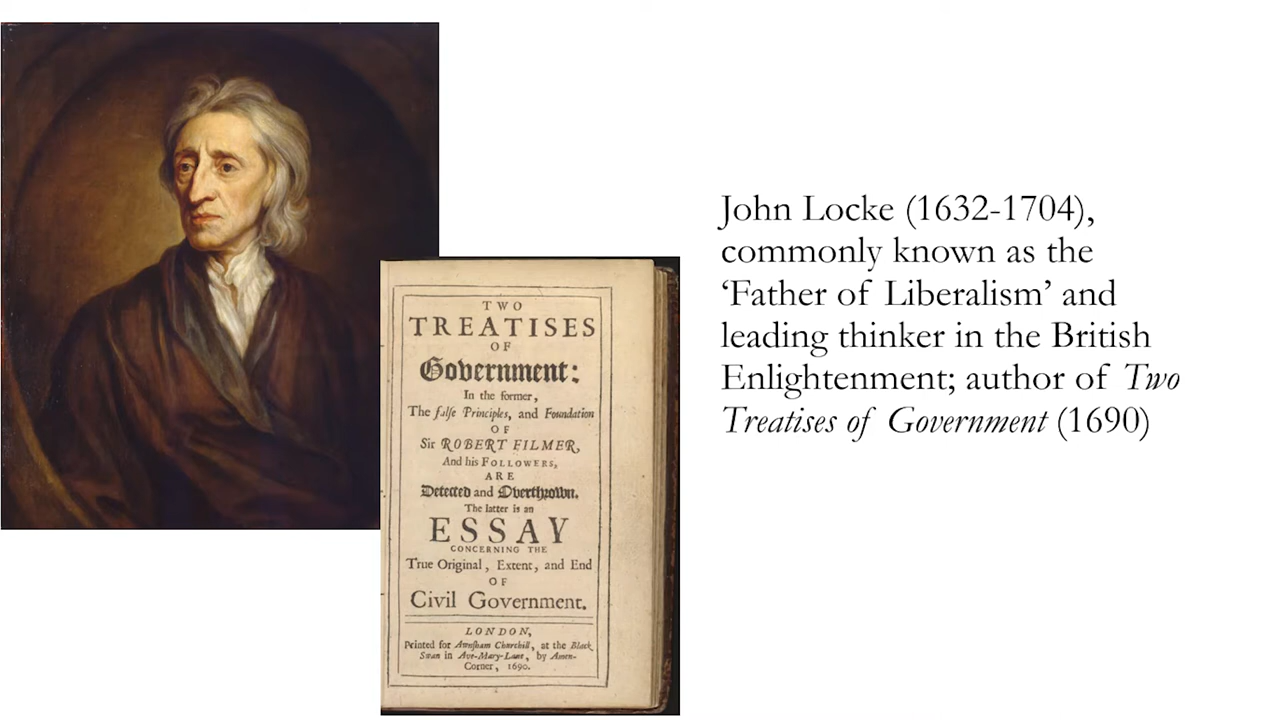 TWO
TREATISES
OF
Government:
In the former,
The false Principles, and Foundation
OF
Sir ROBERT FILMER,
And his FOLLOWERS,
ARE
Detected and Overthrown.
The latter is an
ESSAY
CONCERNING THE
True Original, Extent, and End
OF
Civil Government.
LONDON,
Printed for Awnsham Churchill, at the Black
Swan in Ave-Mary-Lane, by Amen-
Corner, 1690.
John Locke (1632-1704),
commonly known as the
‘Father of Liberalism’ and
leading thinker in the British
Enlightenment; author of Two
Treatises of Government (1690)